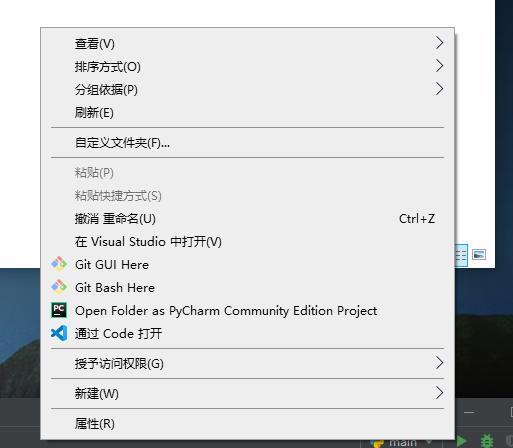 查看(V)
排序方式(O)
分组依据(P)
刷新(E)
自定义文件夹(F)...
粘贴(P)
粘贴快捷方式(S)
撤消 重命名(U) Ctrl+Z
在 Visual Studio 中打开(V)
Git GUI Here
Git Bash Here
PC Open Folder as PyCharm Community Edition Project
通过 Code 打开
授予访问权限(G)
新建(W)
属性(R)
main